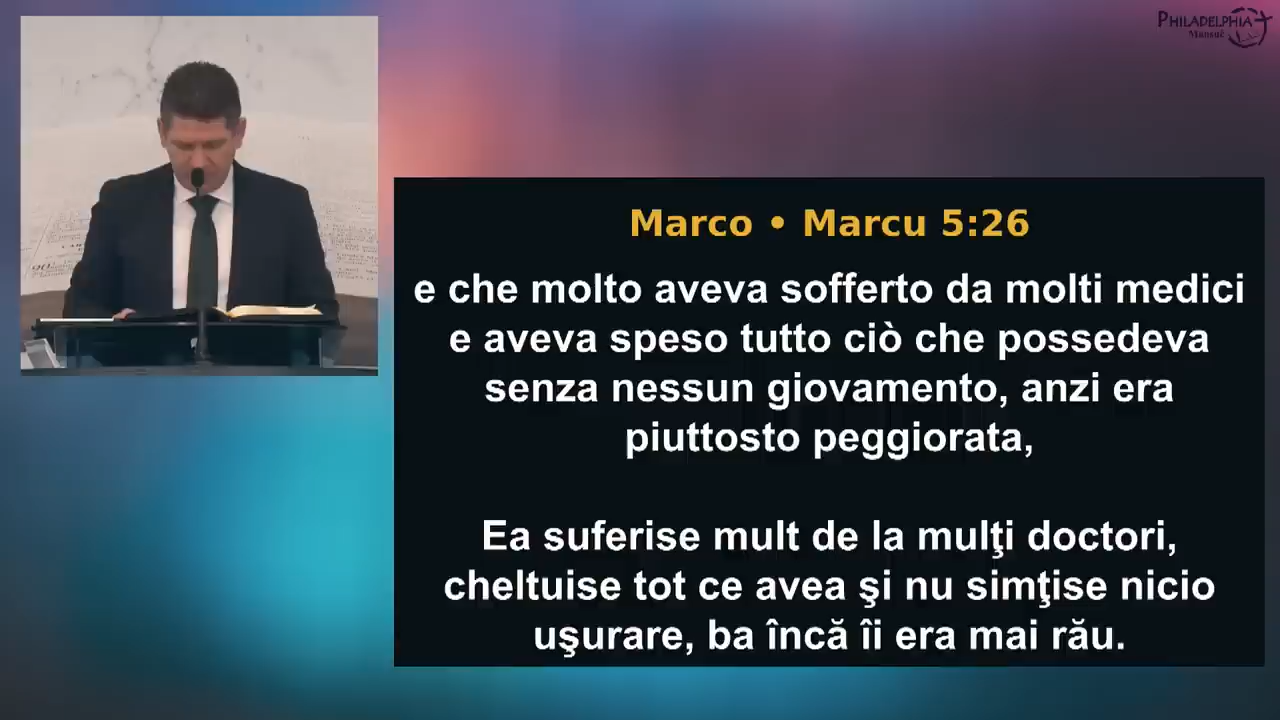 PHILADELPHIA
Mansuè
Marco • Marcu 5:26
e che molto aveva sofferto da molti medici
e aveva speso tutto ciò che possedeva
senza nessun giovamento, anzi era
piuttosto peggiorata,
Ea suferise mult de la mulţi doctori,
cheltuise tot ce avea şi nu simţise nicio
uşurare, ba încă îi era mai rău.